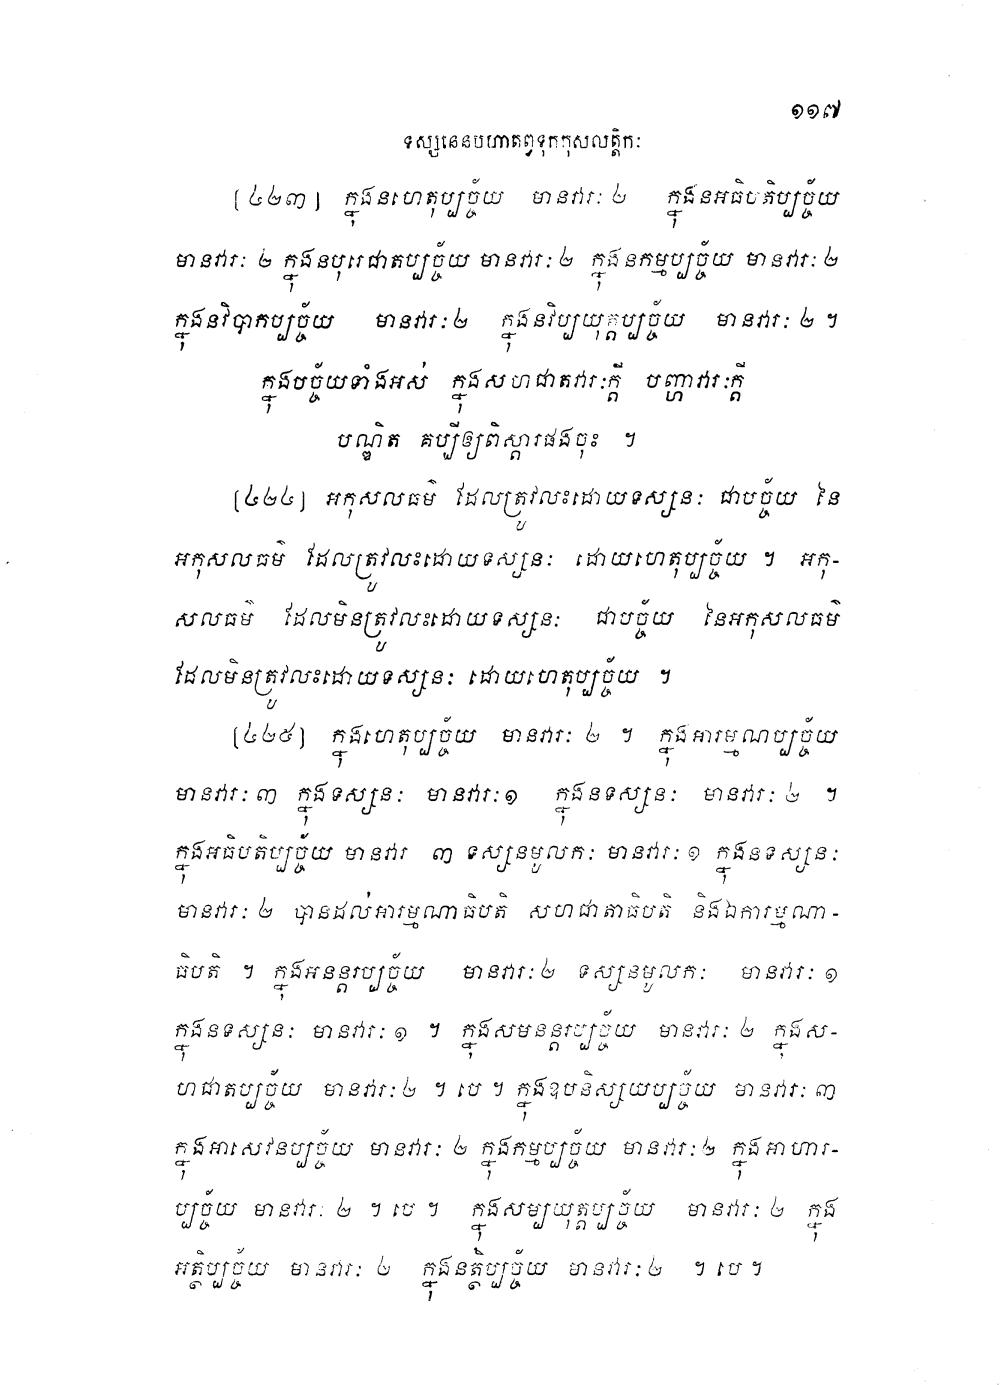 ១១៧
ទស្សនេនបហាតព្វទុកកុសលត្តិកៈ
[៤២៣] ក្នុងនហេតុប្បច្ច័យ មានវារៈ ២ ក្នុងនអធិបតិប្បច្ច័យ
មានវារៈ ២ ក្នុងនបុរេជាតប្បច្ច័យ មានវារៈ ២ ក្នុងនកម្មប្បច្ច័យ មានវារៈ ២
ក្នុងនវិបាកប្បច្ច័យ មានវារៈ ២ ក្នុងនវិប្បយុត្តប្បច្ច័យ មានវារៈ ២ ។
ក្នុងបច្ច័យទាំងអស់ ក្នុងសហជាតវារៈក្តី បញ្ហាវារៈក្តី
បណ្ឌិត គប្បីឲ្យពិស្តារផងចុះ ។
[៤២៤] អកុសលធម៌ ដែលត្រូវលះដោយទស្សនៈ ជាបច្ច័យ នៃ
អកុសលធម៌ ដែលត្រូវលះដោយទស្សនៈ ដោយហេតុប្បច្ច័យ ។ អកុ-
សលធម៌ ដែលមិនត្រូវលះដោយទស្សនៈ ជាបច្ច័យ នៃអកុសលធម៌
ដែលមិនត្រូវលះដោយទស្សនៈ ដោយហេតុប្បច្ច័យ ។
[៤២៥] ក្នុងហេតុប្បច្ច័យ មានវារៈ ២ ។ ក្នុងអារម្មណប្បច្ច័យ
មានវារៈ ៣ ក្នុងទស្សនៈ មានវារៈ ១ ក្នុងនទស្សនៈ មានវារៈ ២ ។
ក្នុងអធិបតិប្បច្ច័យ មានវារ ៣ ទស្សនមូលកៈ មានវារៈ ១ ក្នុងនទស្សនៈ
មានវារៈ ២ បានដល់អារម្មណាធិបតិ សហជាតាធិបតិ និងឯការម្មណា-
ធិបតិ ។ ក្នុងអនន្តរប្បច្ច័យ មានវារៈ ២ ទស្សនមូលកៈ មានវារៈ ១
ក្នុងនទស្សនៈ មានវារៈ ១ ។ ក្នុងសមនន្តរប្បច្ច័យ មានវារៈ ២ ក្នុងស-
ហជាតប្បច្ច័យ មានវារៈ ២ ។ បេ ។ ក្នុងឧបនិស្សយប្បច្ច័យ មានវារៈ ៣
ក្នុងអាសេវនប្បច្ច័យ មានវារៈ ២ ក្នុងកម្មប្បច្ច័យ មានវារៈ ២ ក្នុងអាហារ-
ប្បច្ច័យ មានវារៈ ២ ។ បេ ។ ក្នុងសម្បយុត្តប្បច្ច័យ មានវារៈ ២ ក្នុង
អត្ថិប្បច្ច័យ មានវារៈ ២ ក្នុងនត្ថិប្បច្ច័យ មានវារៈ ២ ។ បេ ។